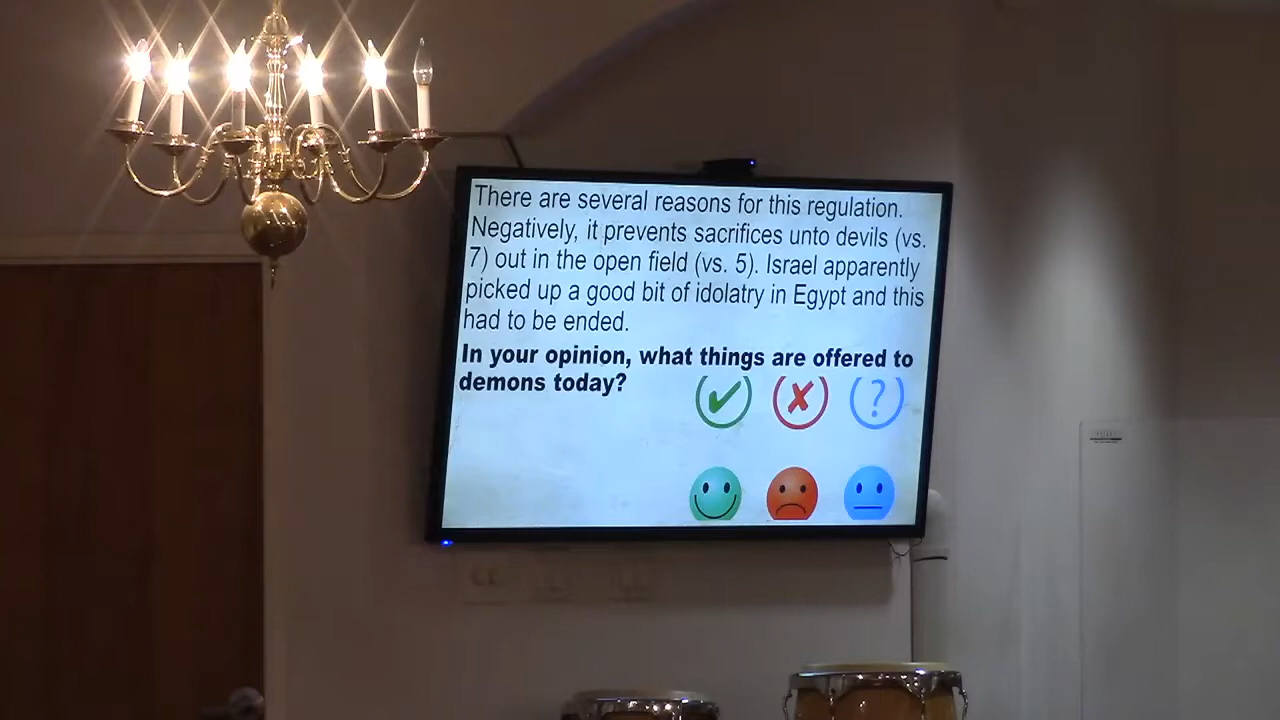 There are several reasons for this regulation.
Negatively, it prevents sacrifices unto devils (vs.
7) out in the open field (vs. 5). Israel apparently
picked up a good bit of idolatry in Egypt and this
had to be ended.
In your opinion, what things are offered to
demons today?
?